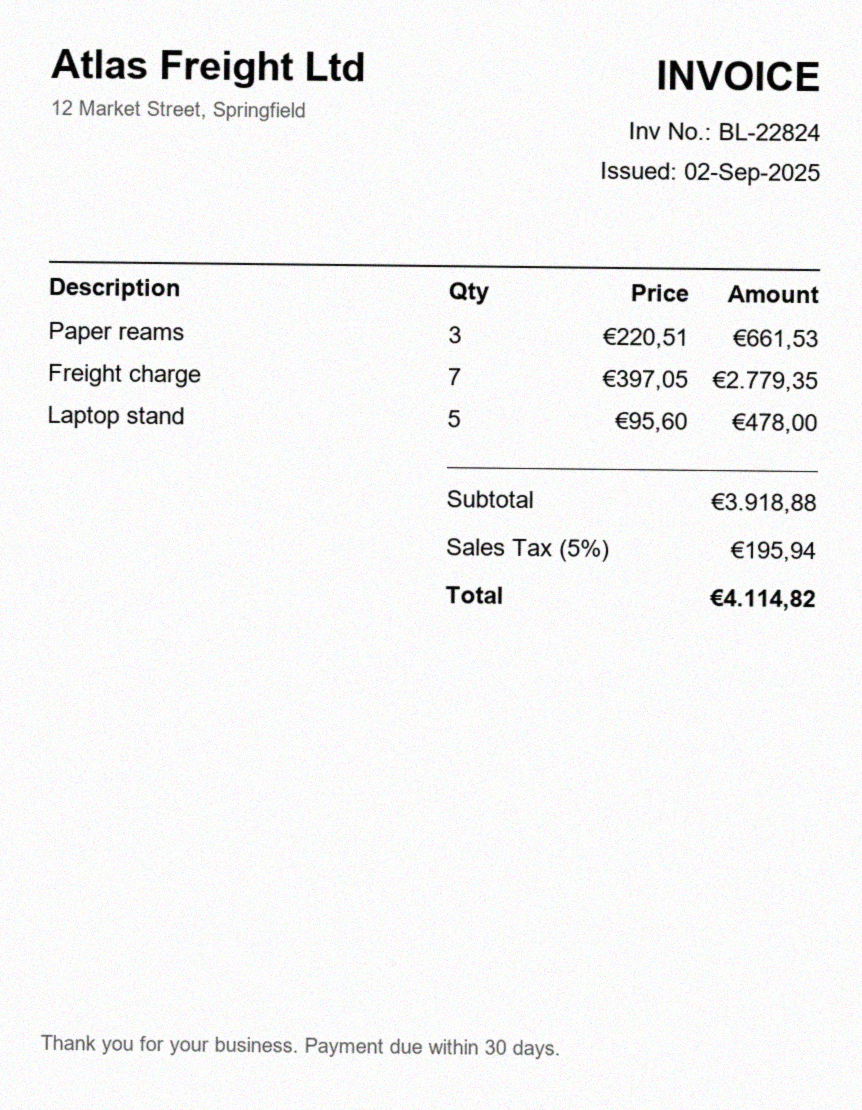 Atlas Freight Ltd
12 Market Street, Springfield
INVOICE
Inv No.: BL-22824
Issued: 02-Sep-2025
Description Qty Price Amount
Paper reams 3 €220,51 €661,53
Freight charge 7 €397,05 €2.779,35
Laptop stand 5 €95,60 €478,00
Subtotal €3.918,88
Sales Tax (5%) €195,94
Total €4.114,82
Thank you for your business. Payment due within 30 days.